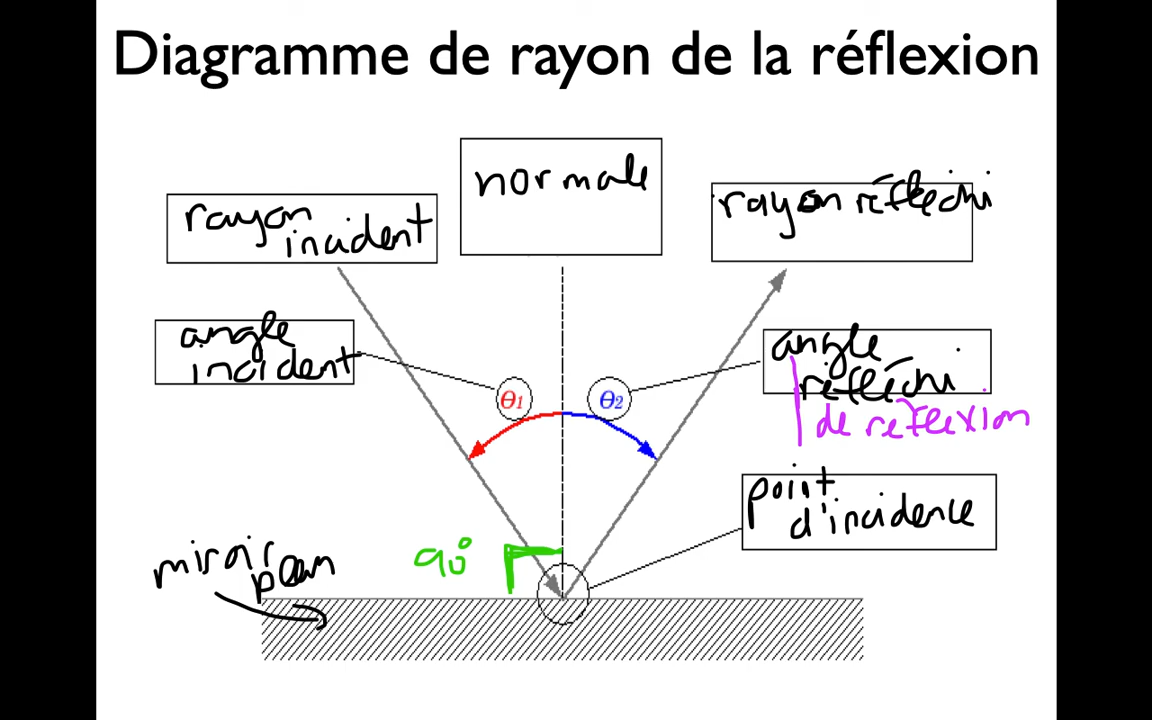 Diagramme de rayon de la réflexion
rayon
incident
normale
rayon réfléchi
angle
incident
θ1
θ2
angle
réfléchi
de réflexion
point
d'incidence
miroir
plan
90°